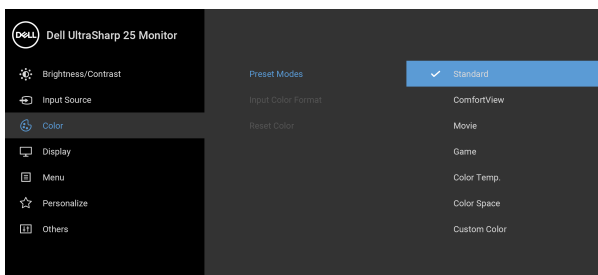 DELL Dell UltraSharp 25 Monitor
Brightness/Contrast Preset Modes Standard
Input Source Input Color Format ComfortView
Color Reset Color Movie
Display Game
Menu Color Temp.
Personalize Color Space
Others Custom Color